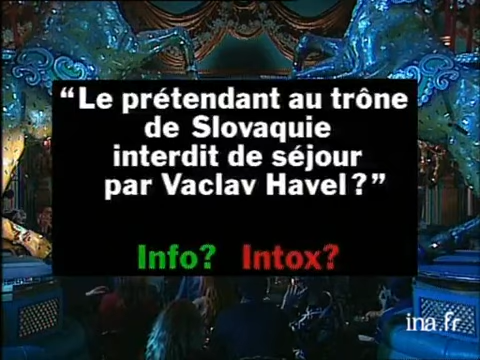 “Le prétendant au trône
de Slovaquie
interdit de séjour
par Vaclav Havel?”
Info? Intox?
ina.fr